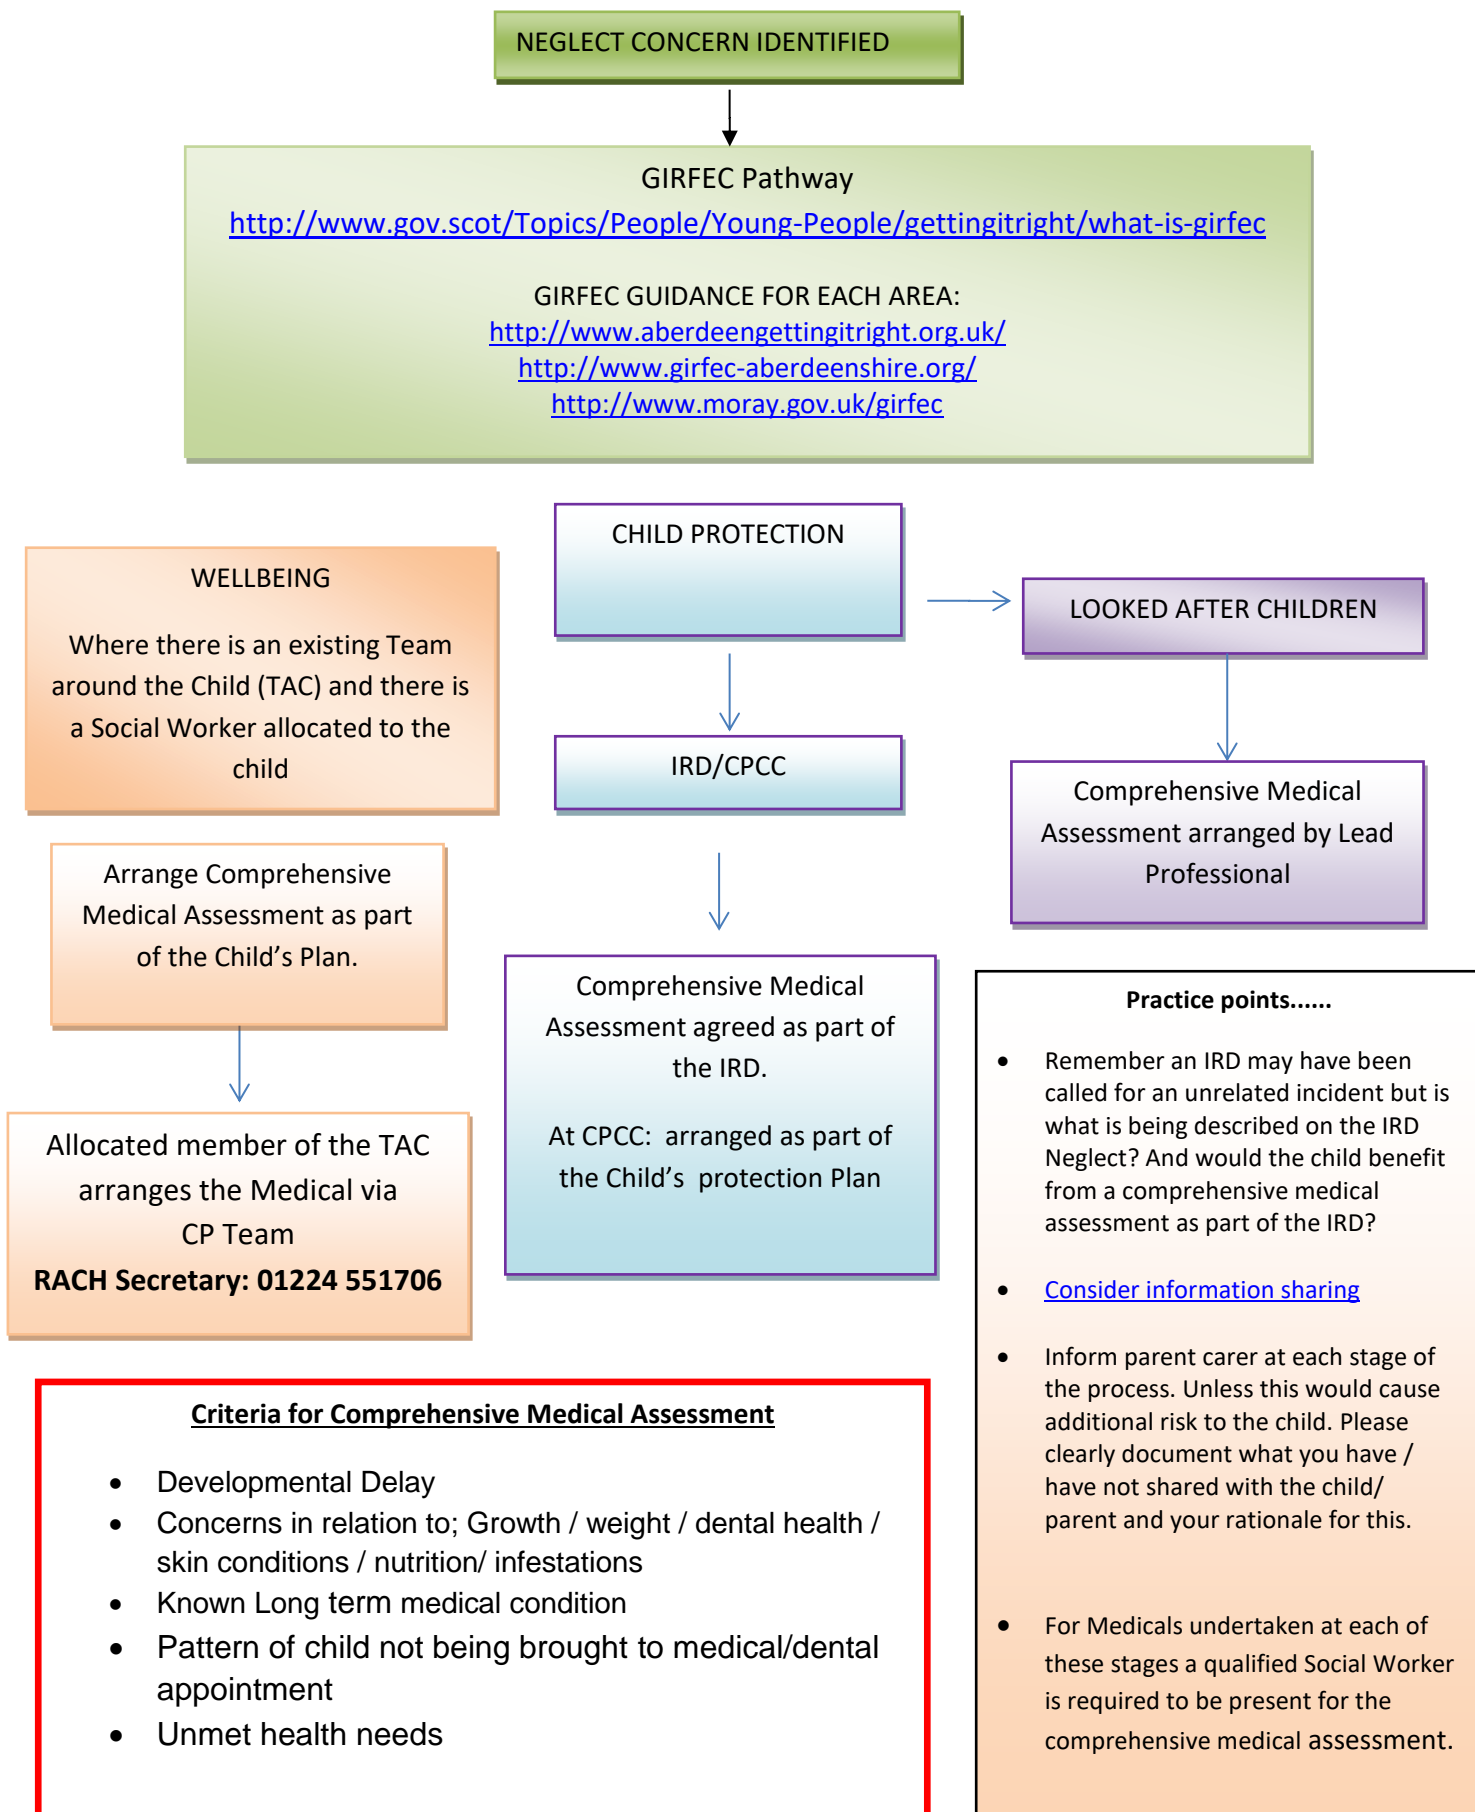 NEGLECT CONCERN IDENTIFIED
GIRFEC Pathway
http://www.gov.scot/Topics/People/Young-People/gettingitright/what-is-girfec
GIRFEC GUIDANCE FOR EACH AREA:
http://www.aberdeengettingitright.org.uk/
http://www.girfec-aberdeenshire.org/
http://www.moray.gov.uk/girfec
WELLBEING
Where there is an existing Team
around the Child (TAC) and there is
a Social Worker allocated to the
child
Arrange Comprehensive
Medical Assessment as part
of the Child’s Plan.
Allocated member of the TAC
arranges the Medical via
CP Team
RACH Secretary: 01224 551706
CHILD PROTECTION
IRD/CPCC
Comprehensive Medical
Assessment agreed as part of
the IRD.
At CPCC:  arranged as part of
the Child’s  protection Plan
LOOKED AFTER CHILDREN
Comprehensive Medical
Assessment arranged by Lead
Professional
Criteria for Comprehensive Medical Assessment
• Developmental Delay
• Concerns in relation to; Growth / weight / dental health /
skin conditions / nutrition/ infestations
• Known Long term medical condition
• Pattern of child not being brought to medical/dental
appointment
• Unmet health needs
Practice points......
• Remember an IRD may have been
called for an unrelated incident but is
what is being described on the IRD
Neglect? And would the child benefit
from a comprehensive medical
assessment as part of the IRD?
• Consider information sharing
• Inform parent carer at each stage of
the process. Unless this would cause
additional risk to the child. Please
clearly document what you have /
have not shared with the child/
parent and your rationale for this.
• For Medicals undertaken at each of
these stages a qualified Social Worker
is required to be present for the
comprehensive medical assessment.